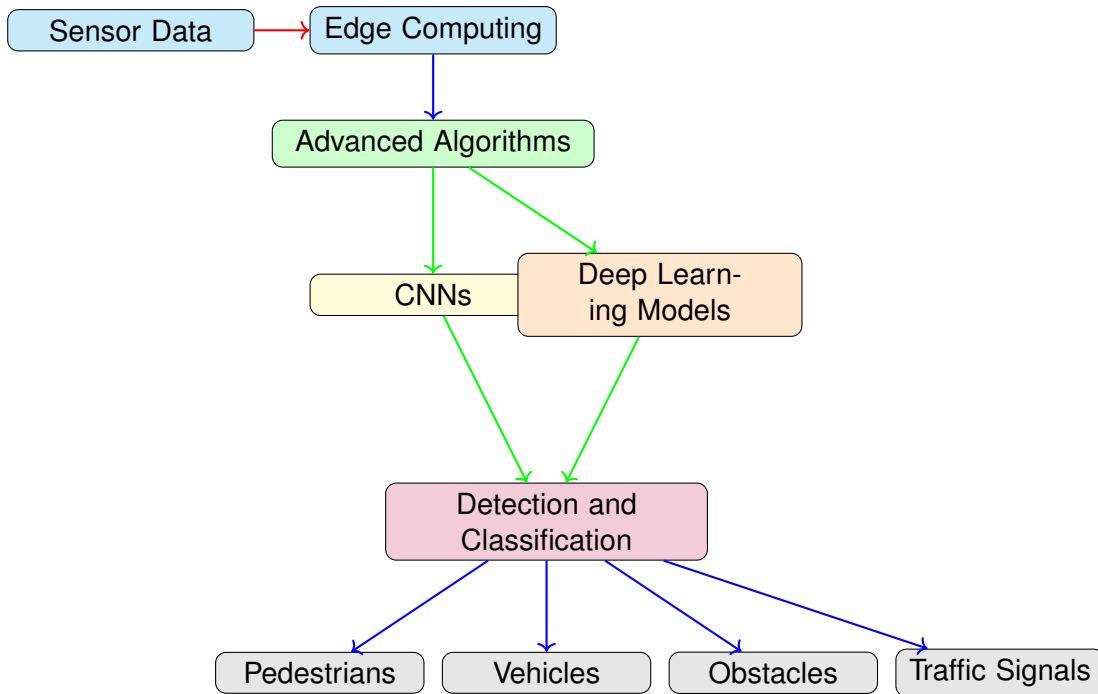 Sensor Data
Edge Computing
Advanced Algorithms
CNNs
Deep Learn-
ing Models
Detection and
Classification
Pedestrians
Vehicles
Obstacles
Traffic Signals